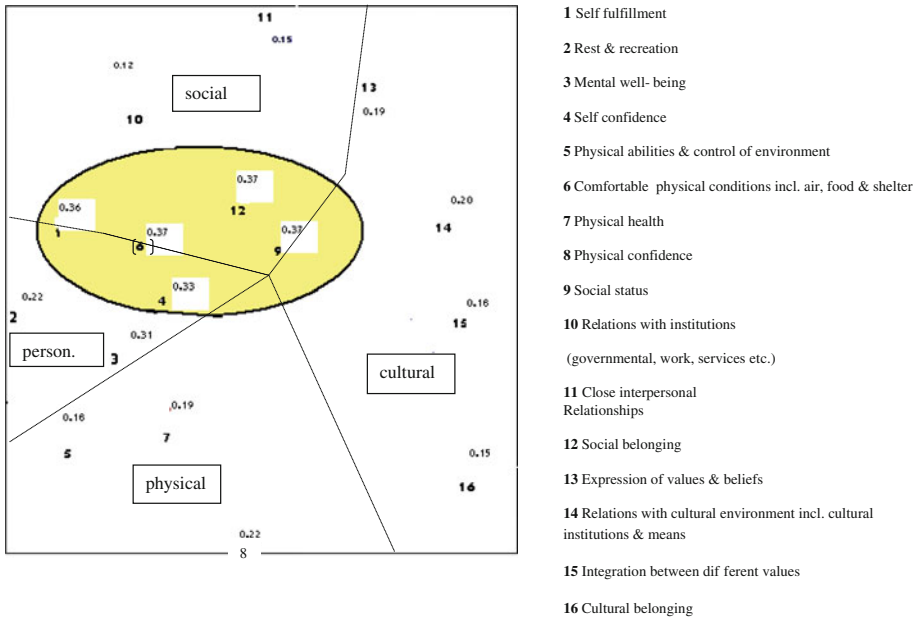 11
0.15
0.12
social
13
0.19
10
0.37
12
0.36
1
0.37
(6)
0.37
9
0.20
14
0.33
4
0.22
2
0.16
15
0.31
person.
3
cultural
0.16
0.19
5
7
0.15
16
physical
0.22
8
1 Self fulfillment
2 Rest & recreation
3 Mental well- being
4 Self confidence
5 Physical abilities & control of environment
6 Comfortable physical conditions incl. air, food & shelter
7 Physical health
8 Physical confidence
9 Social status
10 Relations with institutions
(governmental, work, services etc.)
11 Close interpersonal
Relationships
12 Social belonging
13 Expression of values & beliefs
14 Relations with cultural environment incl. cultural
institutions & means
15 Integration between dif ferent values
16 Cultural belonging